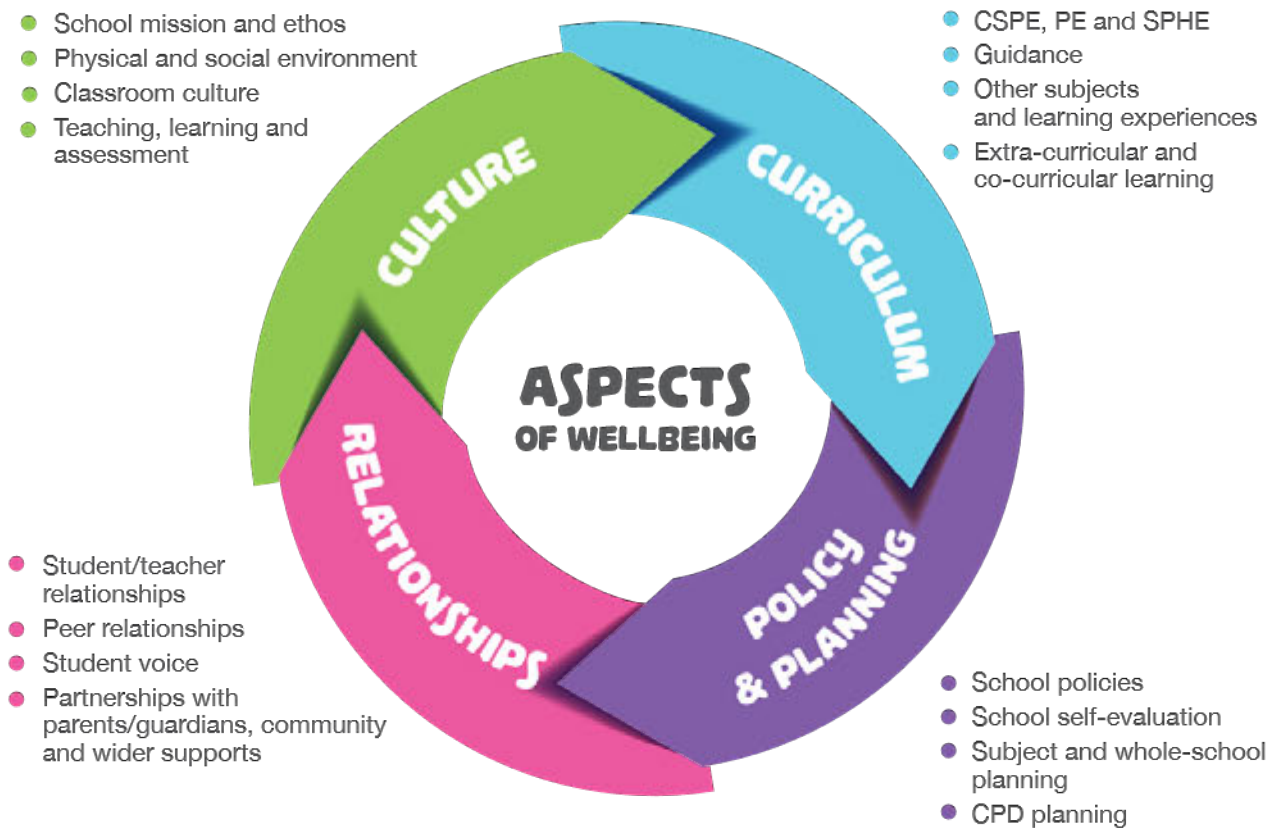 School mission and ethos
Physical and social environment
Classroom culture
Teaching, learning and
assessment
CSPE, PE and SPHE
Guidance
Other subjects
and learning experiences
Extra-curricular and
co-curricular learning
CULTURE
CURRICULUM
ASPECTS
OF WELLBEING
RELATIONSHIPS
POLICY
& PLANNING
Student/teacher
relationships
Peer relationships
Student voice
Partnerships with
parents/guardians, community
and wider supports
School policies
School self-evaluation
Subject and whole-school
planning
CPD planning